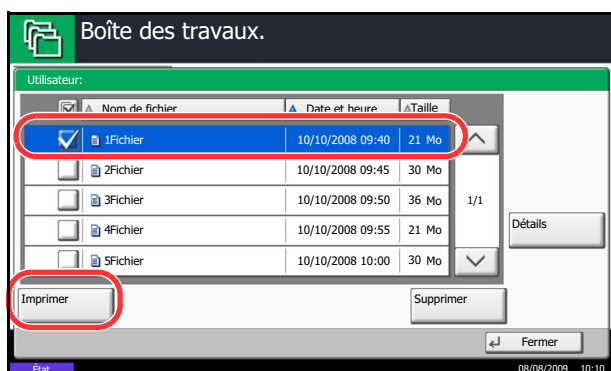 Boîte des travaux.
Utilisateur:
Nom de fichier Date et heure Taille
1Fichier 10/10/2008 09:40 21 Mo
2Fichier 10/10/2008 09:45 30 Mo
3Fichier 10/10/2008 09:50 36 Mo 1/1
4Fichier 10/10/2008 09:55 21 Mo
Détails
5Fichier 10/10/2008 10:00 30 Mo
Imprimer Supprimer
Fermer
État 08/08/2009 10:10